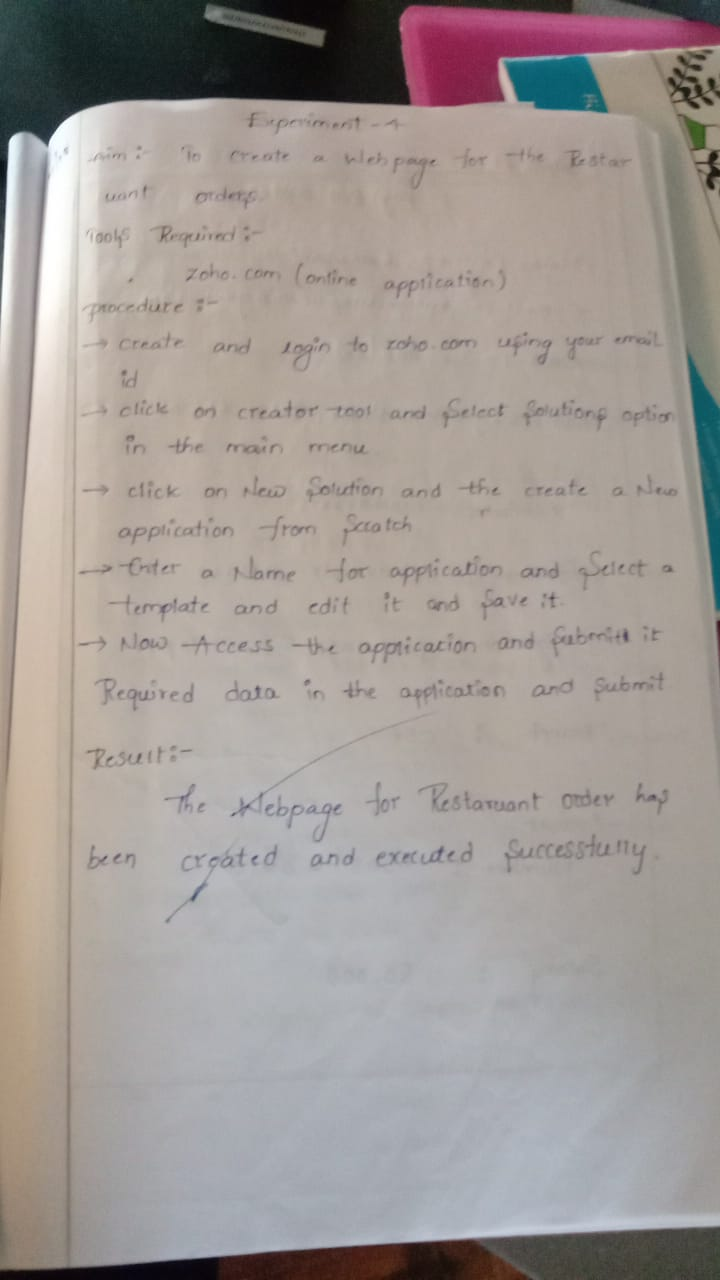 Experiment - 4
Aim :- To create a Web page for the Restar
uant orders.
Tools Required :-
. zoho.com (online application)
procedure :-
→ create and login to zoho.com using your email
id
→ click on creator tool and Select Solutions option
in the main menu
→ click on New Solution and the create a New
application from Scratch
→ Enter a Name for application and Select a
template and edit it and Save it.
→ Now Access the application and Submit it
Required data in the application and Submit
Result :-
The Webpage for Restaruant order has
been created and executed Successfully.